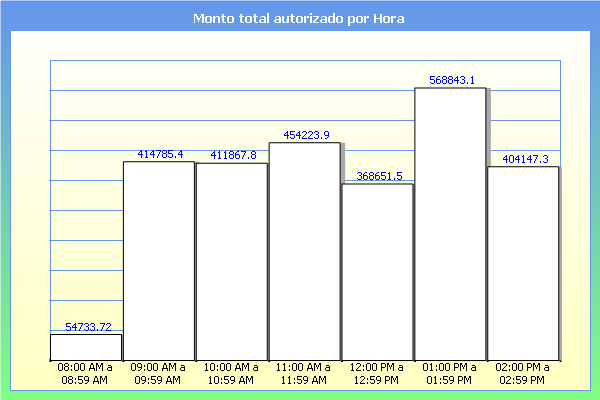 Monto total autorizado por Hora
568843.1
454223.9
414785.4
411867.8
404147.3
368651.5
54733.72
08:00 AM a 09:00 AM a 10:00 AM a 11:00 AM a 12:00 PM a 01:00 PM a 02:00 PM a
08:59 AM 09:59 AM 10:59 AM 11:59 AM 12:59 PM 01:59 PM 02:59 PM